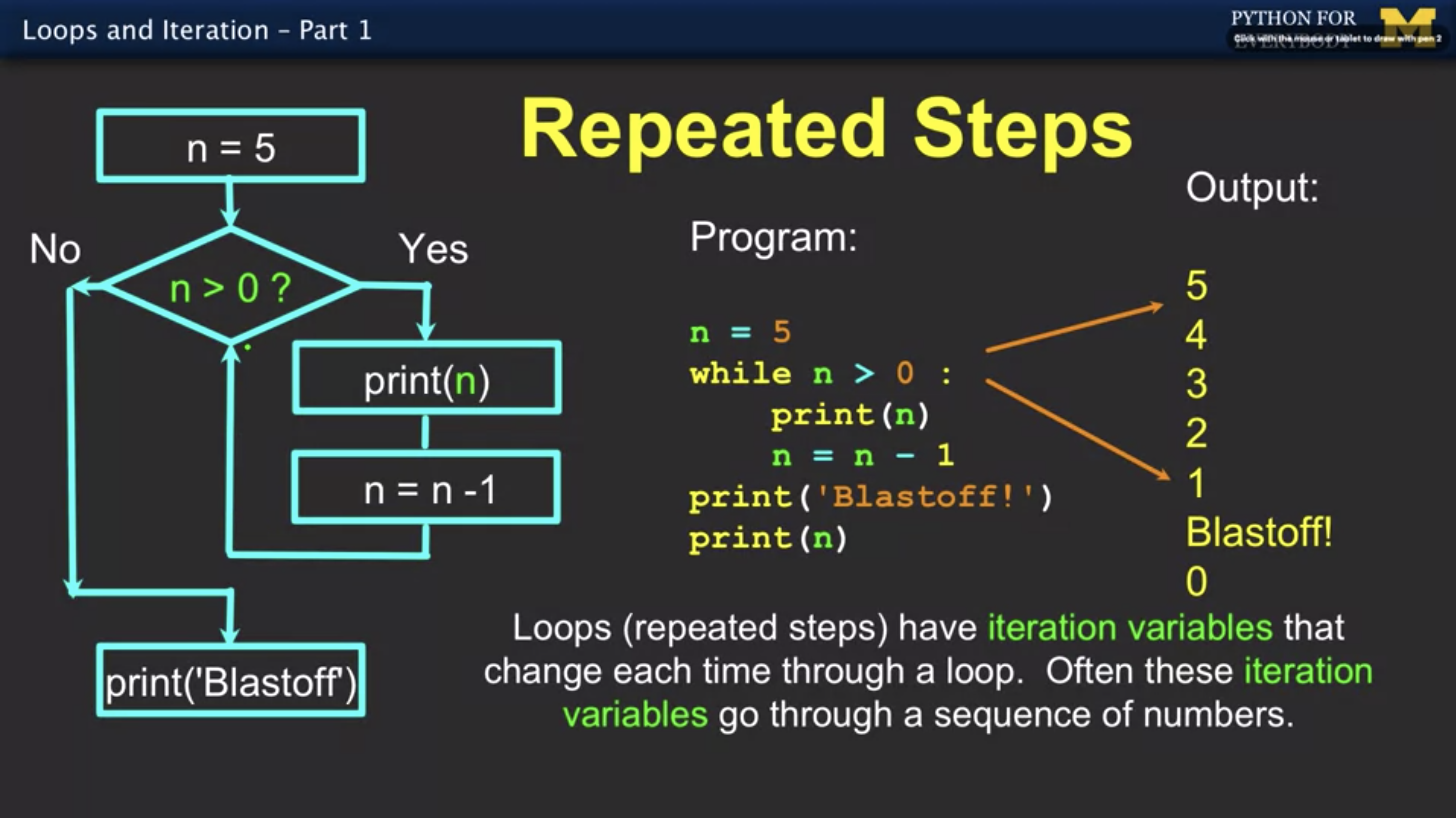 Loops and Iteration – Part 1
PYTHON FOR
EVERYBODY
Click with the mouse or tablet to draw with pen 2
Repeated Steps
n = 5
No
Yes
n > 0 ?
print(n)
n = n -1
print('Blastoff')
Program:
n = 5
while n > 0 :
    print(n)
    n = n – 1
print('Blastoff!')
print(n)
Output:
5
4
3
2
1
Blastoff!
0
Loops (repeated steps) have iteration variables that
change each time through a loop.  Often these iteration
variables go through a sequence of numbers.